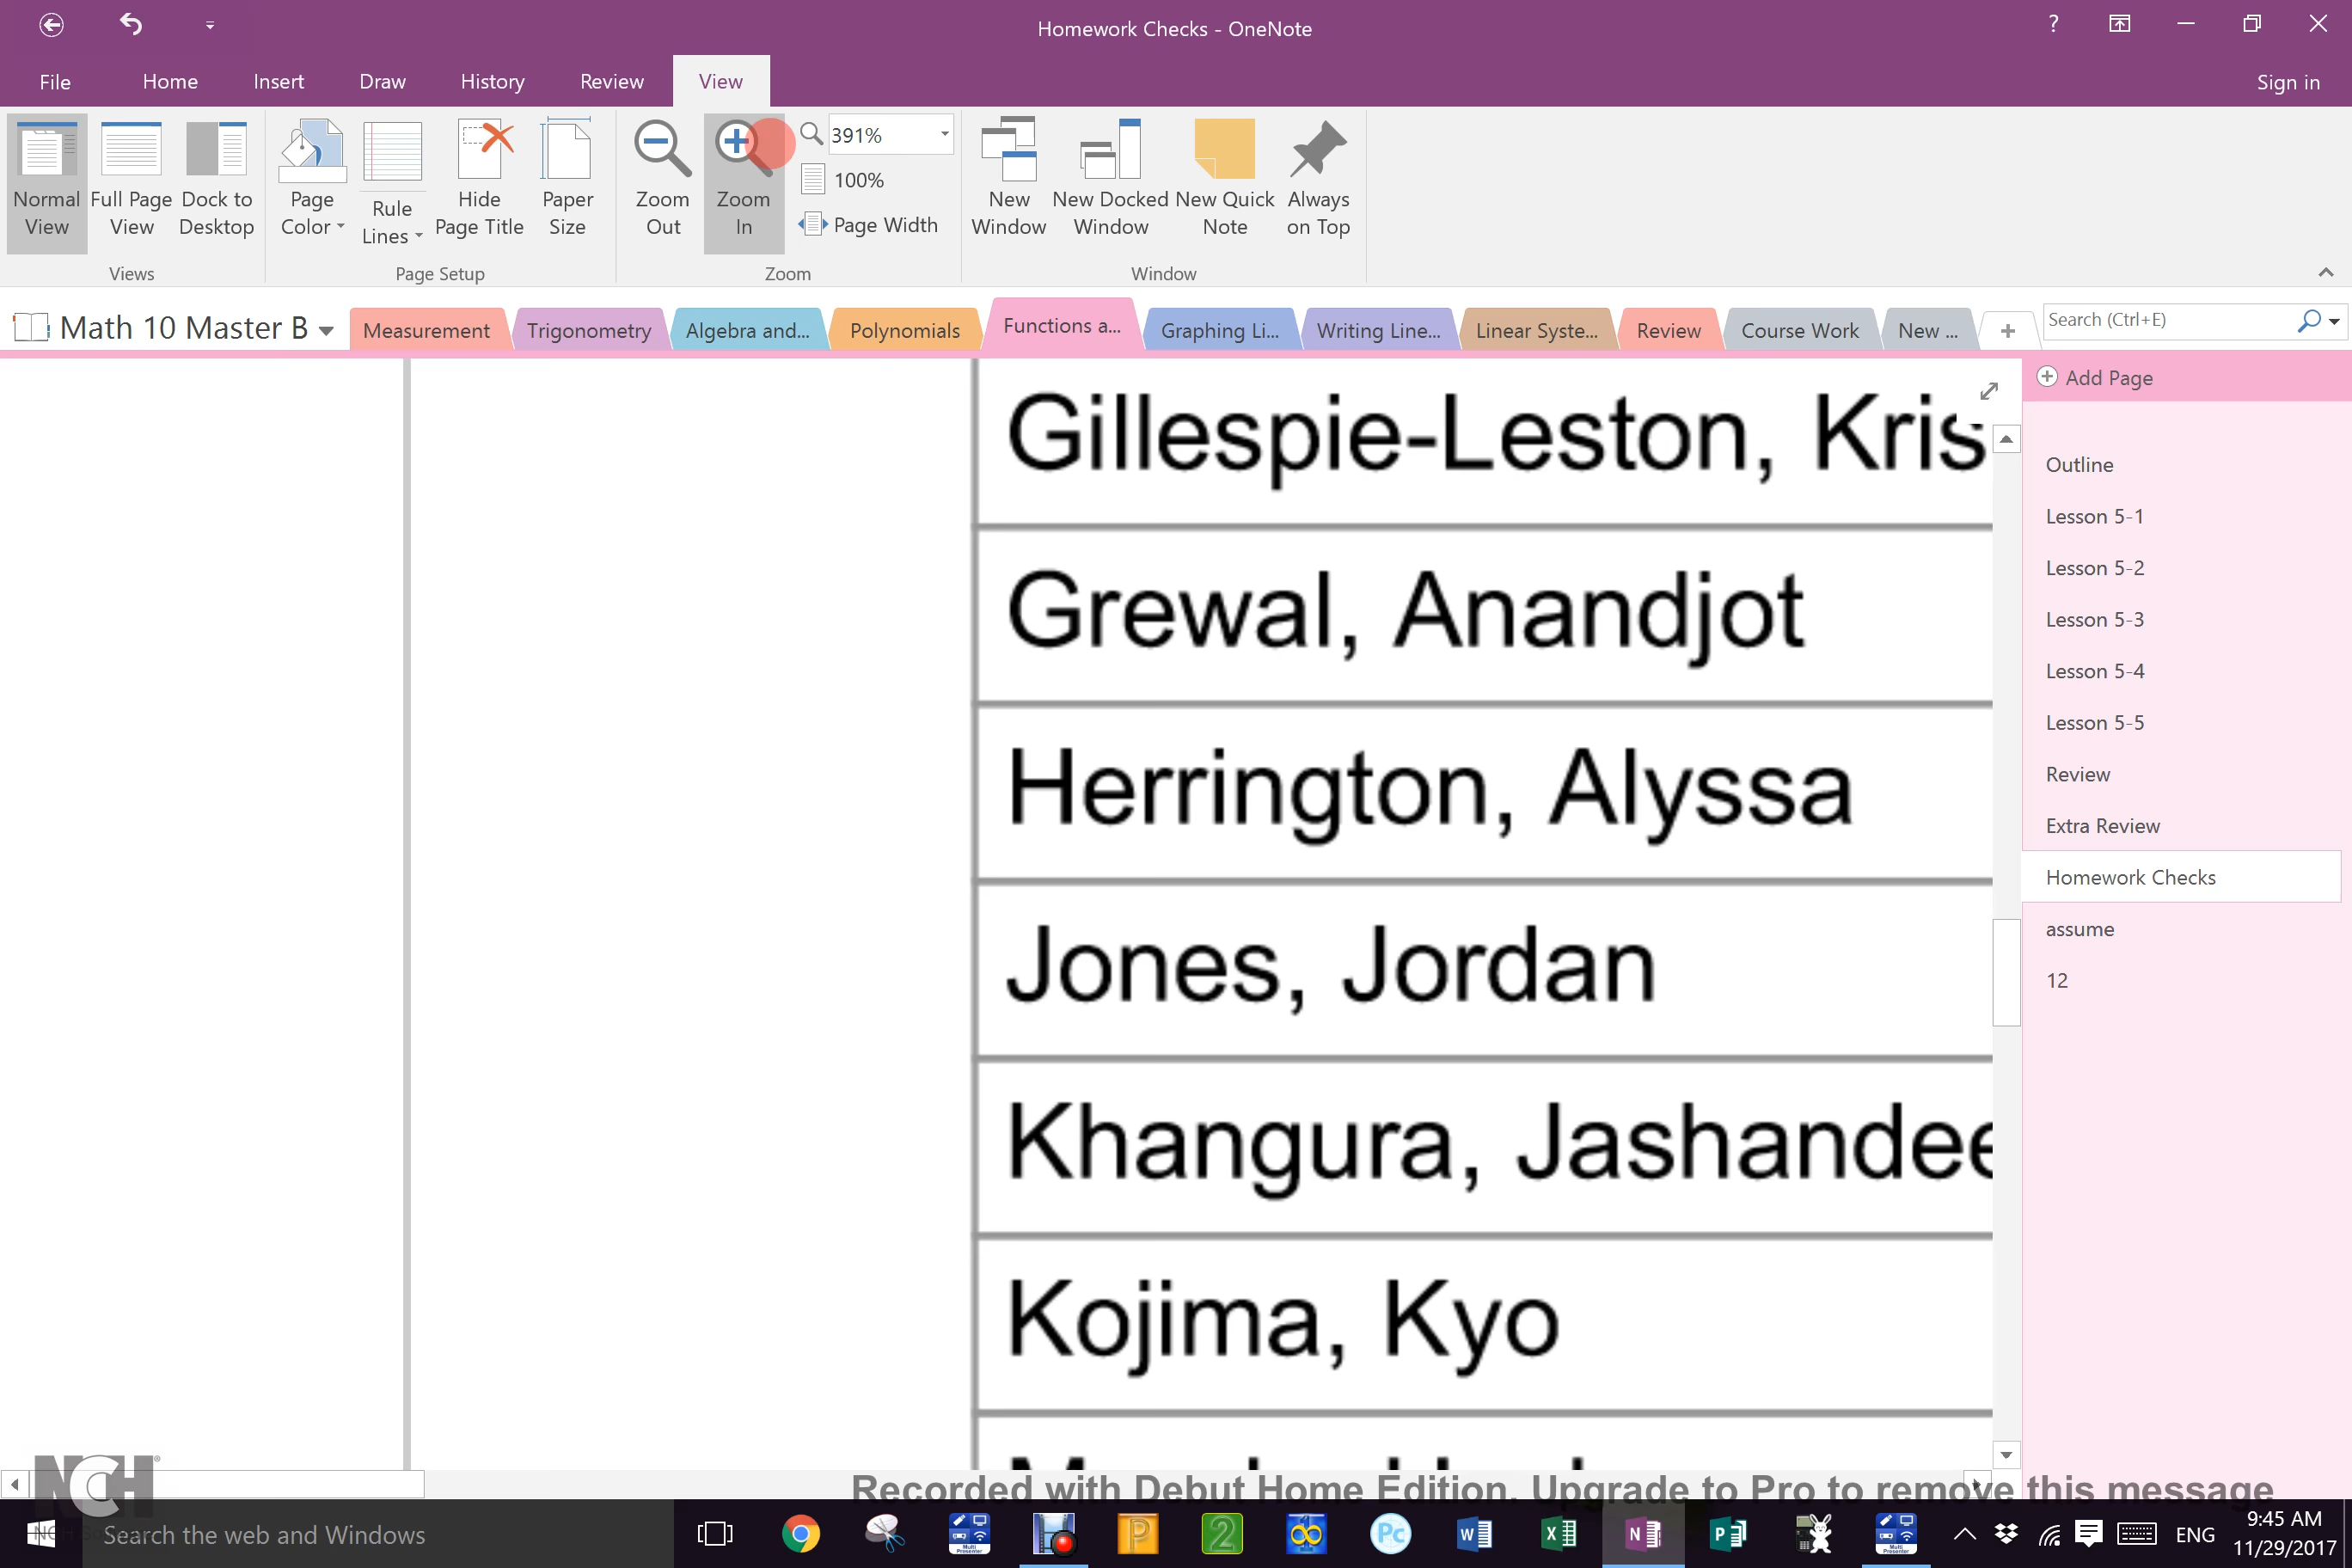 Homework Checks - OneNote
?
File Home Insert Draw History Review View Sign in
391%
100%
Page Width
Normal View
Full Page View
Dock to Desktop
Page Color
Rule Lines
Hide Page Title
Paper Size
Zoom Out
Zoom In
New Window
New Docked Window
New Quick Note
Always on Top
Views Page Setup Zoom Window
Math 10 Master B
Measurement Trigonometry Algebra and... Polynomials Functions a... Graphing Li... Writing Line... Linear Syste... Review Course Work New ... +
Search (Ctrl+E)
Add Page
Outline
Lesson 5-1
Lesson 5-2
Lesson 5-3
Lesson 5-4
Lesson 5-5
Review
Extra Review
Homework Checks
assume
12
Gillespie-Leston, Kris
Grewal, Anandjot
Herrington, Alyssa
Jones, Jordan
Khangura, Jashandee
Kojima, Kyo
NCH
Recorded with Debut Home Edition. Upgrade to Pro to remove this message
Search the web and Windows
ENG
9:45 AM
11/29/2017